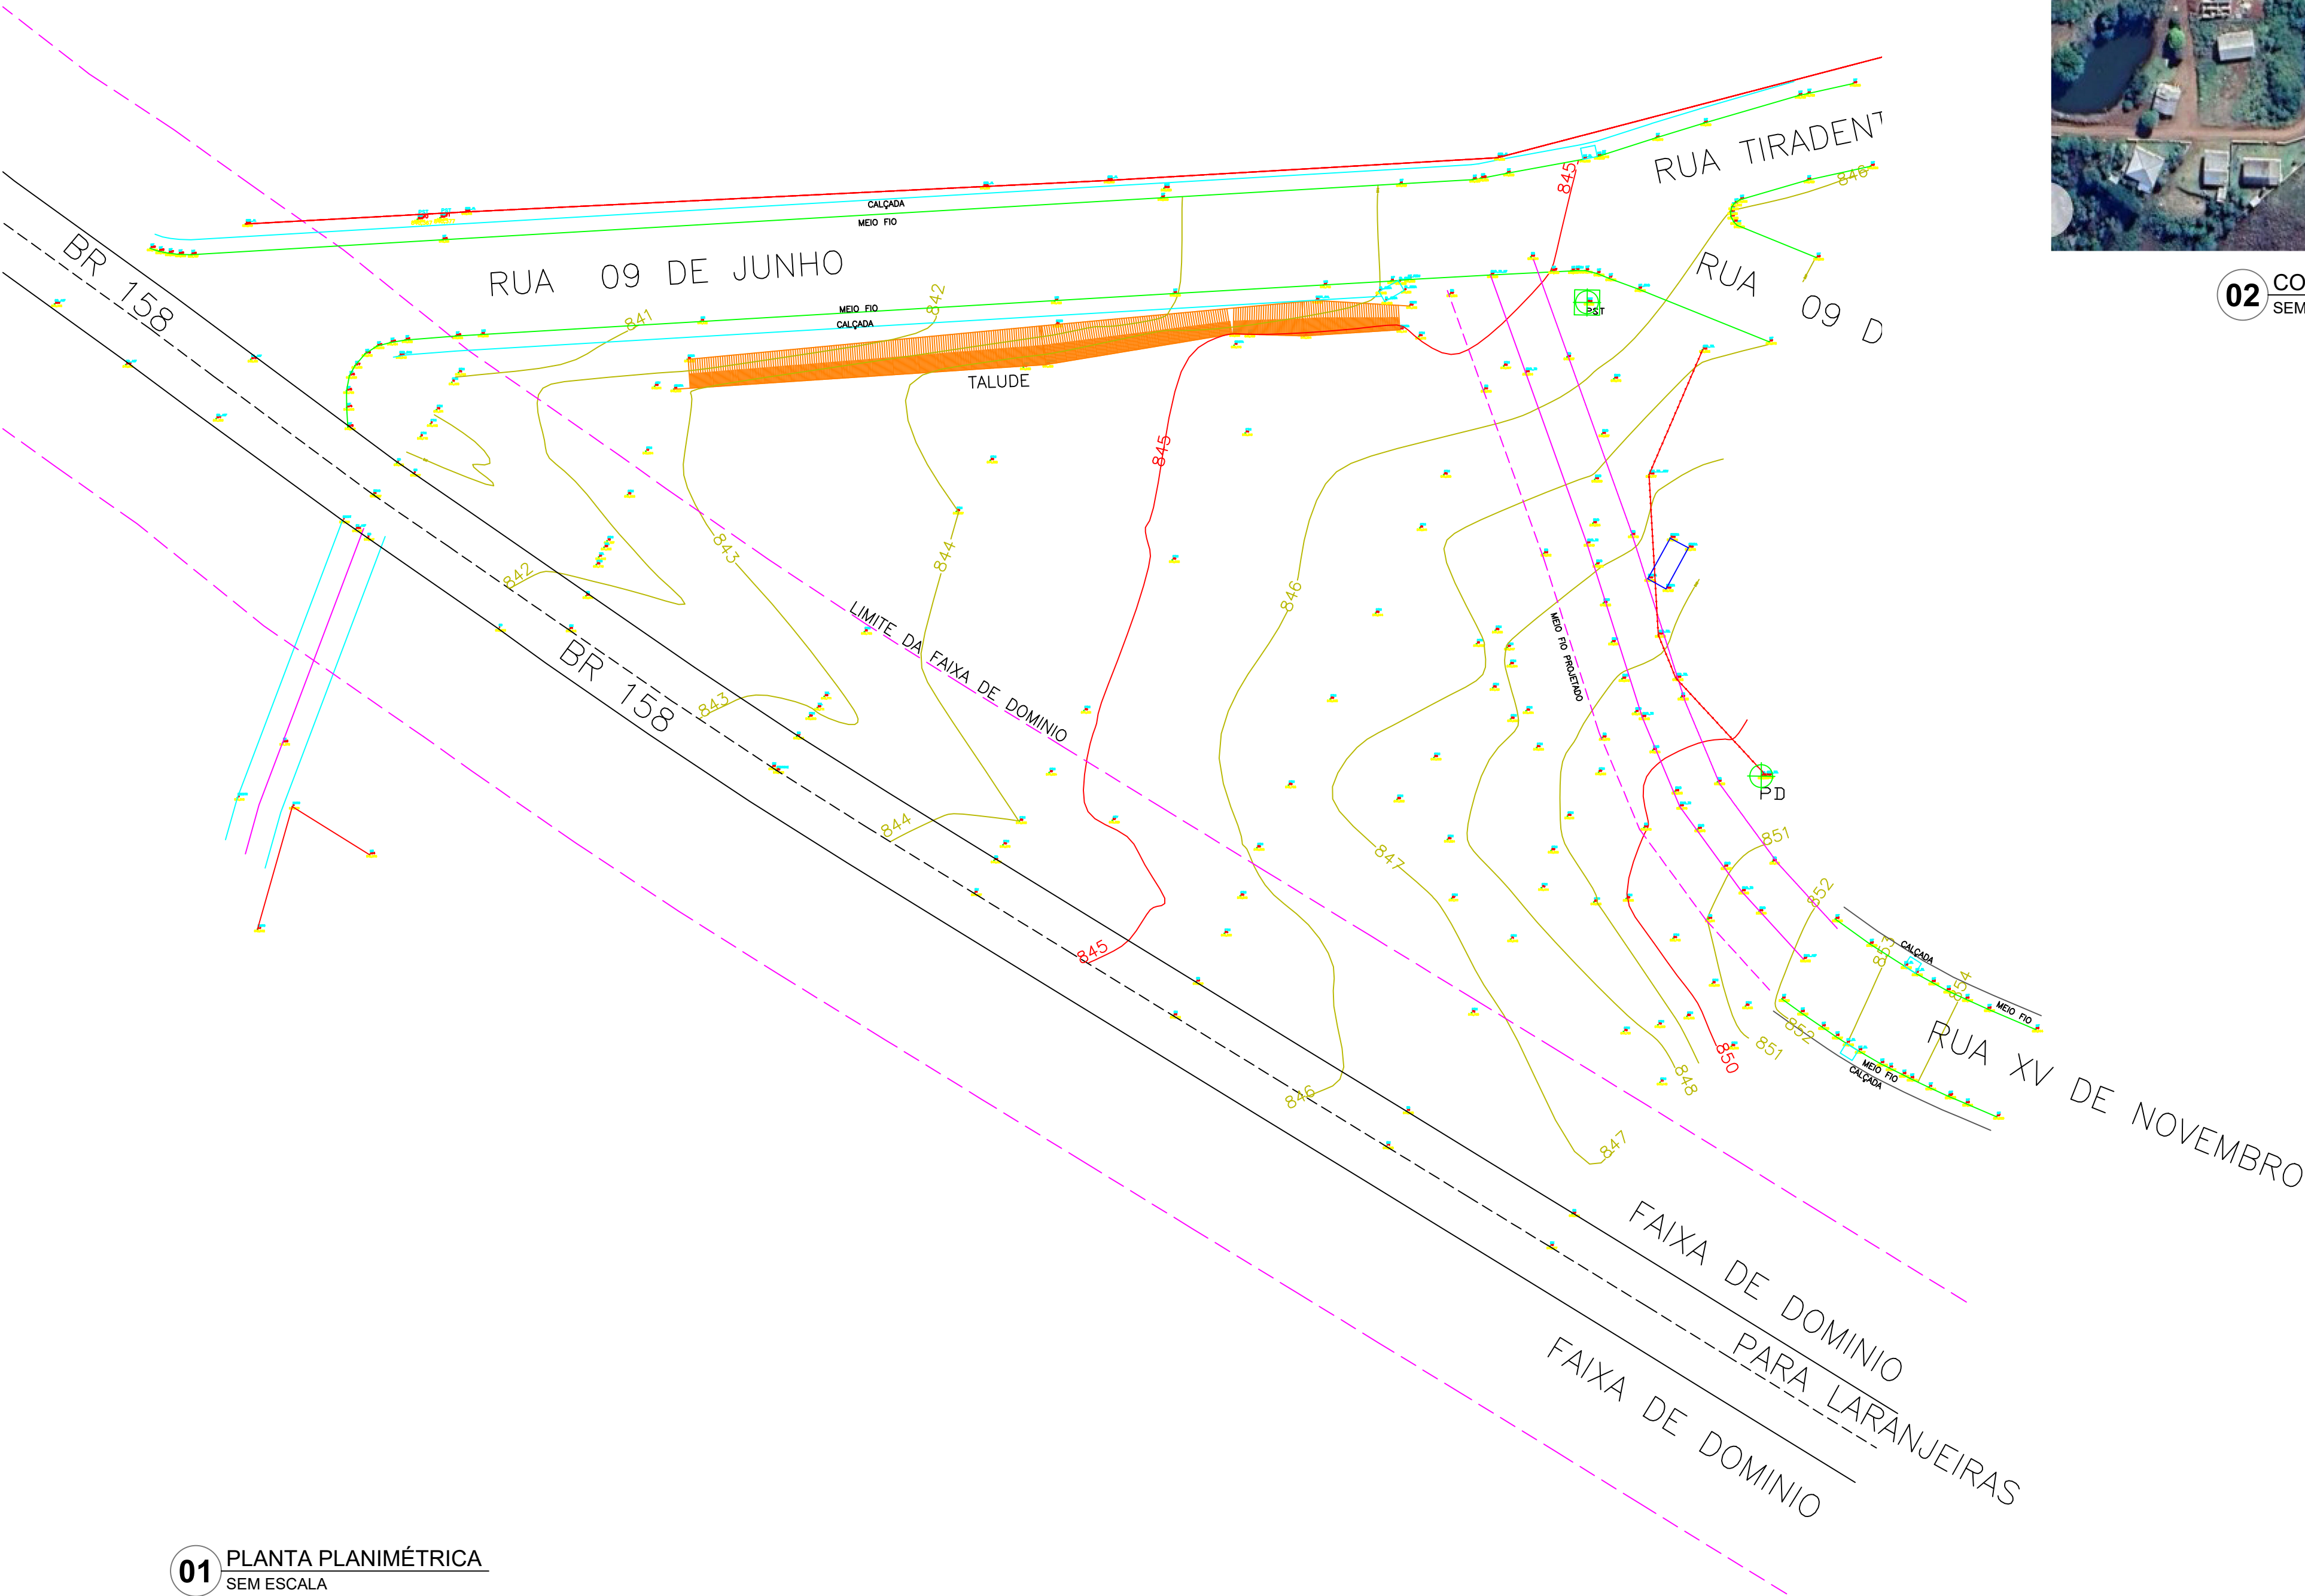 RUA TIRADENT
845
846
CALÇADA
MEIO FIO
BR 158
RUA 09 DE JUNHO
RUA 09 D
02 CO
SEM
842
841
MEIO FIO
CALÇADA
PST
TALUDE
845
843
844
842
846
LIMITE DA FAIXA DE DOMINIO
MEIO FIO PROJETADO
BR 158
843
PD
844
851
847
852
845
853
CALÇADA
854
MEIO FIO
852
851
850
MEIO FIO
CALÇADA
848
846
847
RUA XV DE NOVEMBRO
FAIXA DE DOMINIO
PARA LARANJEIRAS
FAIXA DE DOMINIO
01 PLANTA PLANIMÉTRICA
SEM ESCALA